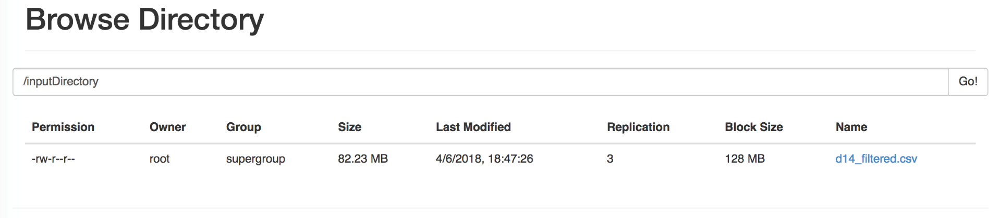 Browse Directory
/inputDirectory Go!
Permission Owner Group Size Last Modified Replication Block Size Name
-rw-r--r-- root supergroup 82.23 MB 4/6/2018, 18:47:26 3 128 MB d14_filtered.csv